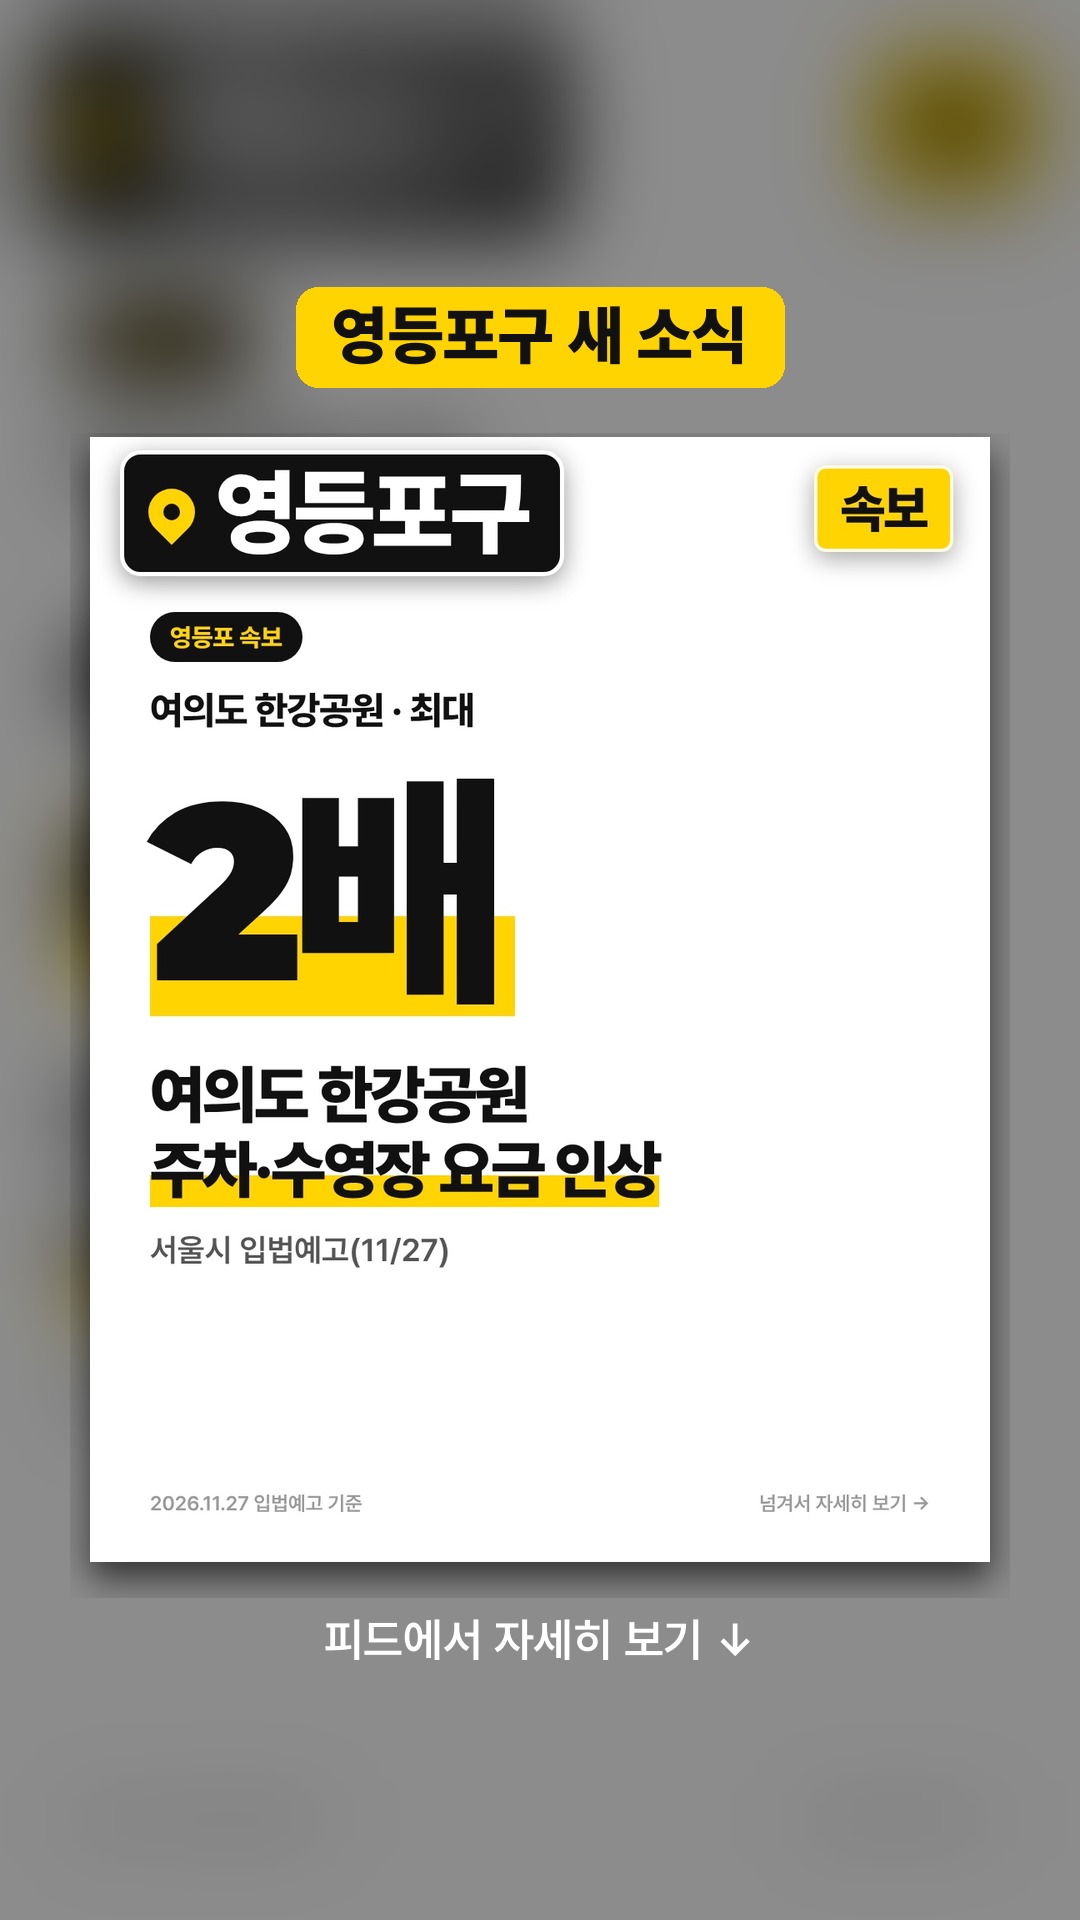 영등포구 새 소식
영등포구
속보
영등포 속보
여의도 한강공원 · 최대
2배
여의도 한강공원
주차·수영장 요금 인상
서울시 입법예고(11/27)
2026.11.27 입법예고 기준
넘겨서 자세히 보기 →
피드에서 자세히 보기 ↓